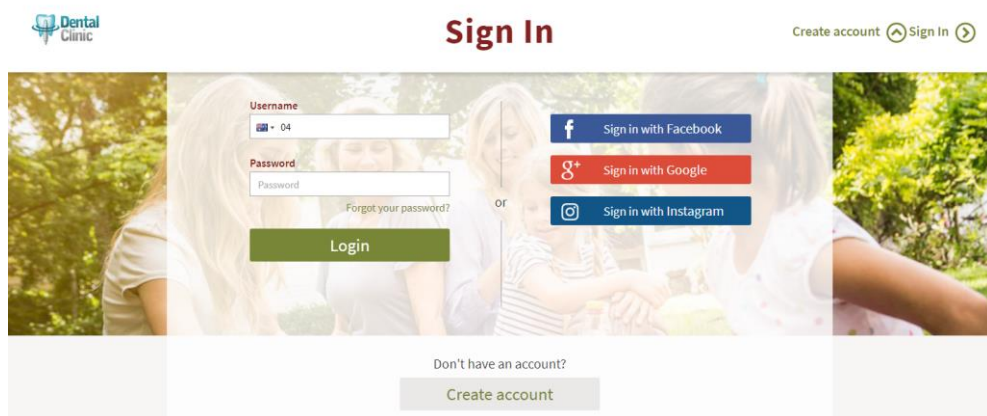 Dental
Clinic
Sign In
Create account
Sign In
Username
04
Password
Password
Forgot your password?
Login
or
f Sign in with Facebook
g+ Sign in with Google
Sign in with Instagram
Don't have an account?
Create account